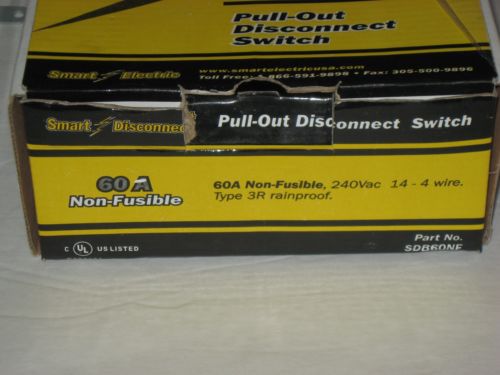 Pull-Out
Disconnect
Switch
Smart Electric
www.smartelectricusa.com
Toll Free: 1-866-591-9898 • Fax: 305-500-9896
Smart Disconnec
Pull-Out Disconnect Switch
60 A
Non-Fusible
60A Non-Fusible, 240Vac 14 - 4 wire.
Type 3R rainproof.
C UL US LISTED
Part No.
SDB60NF